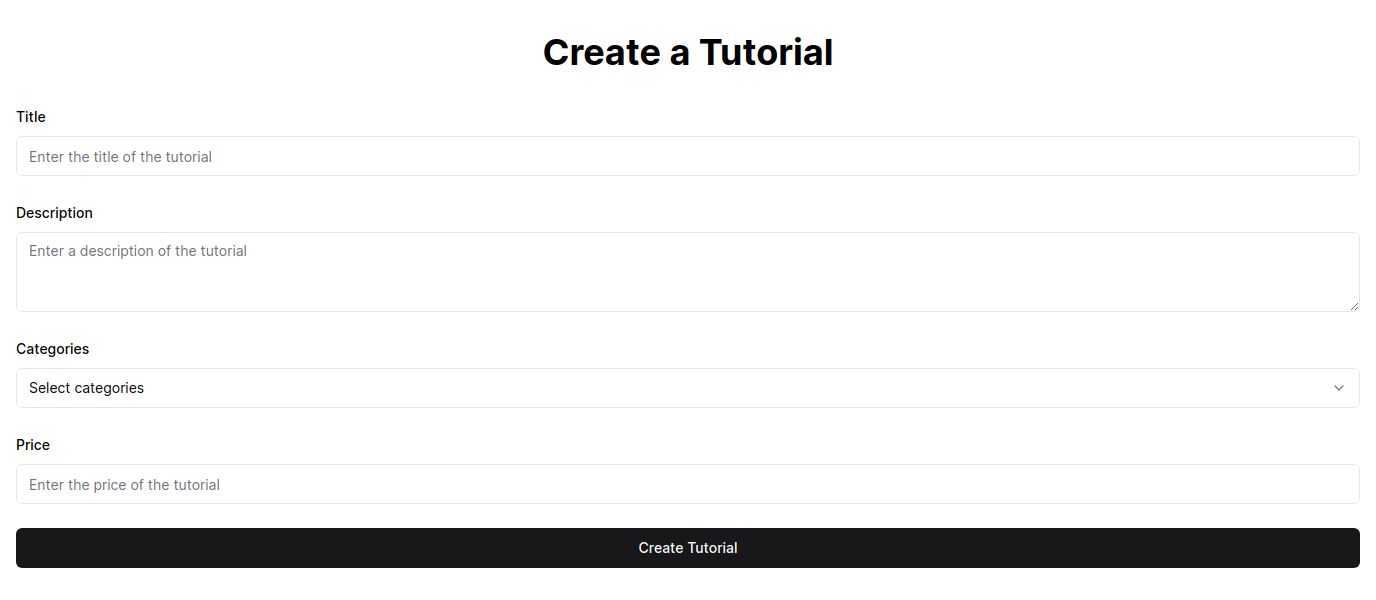 Create a Tutorial
Title
Enter the title of the tutorial
Description
Enter a description of the tutorial
Categories
Select categories
Price
Enter the price of the tutorial
Create Tutorial